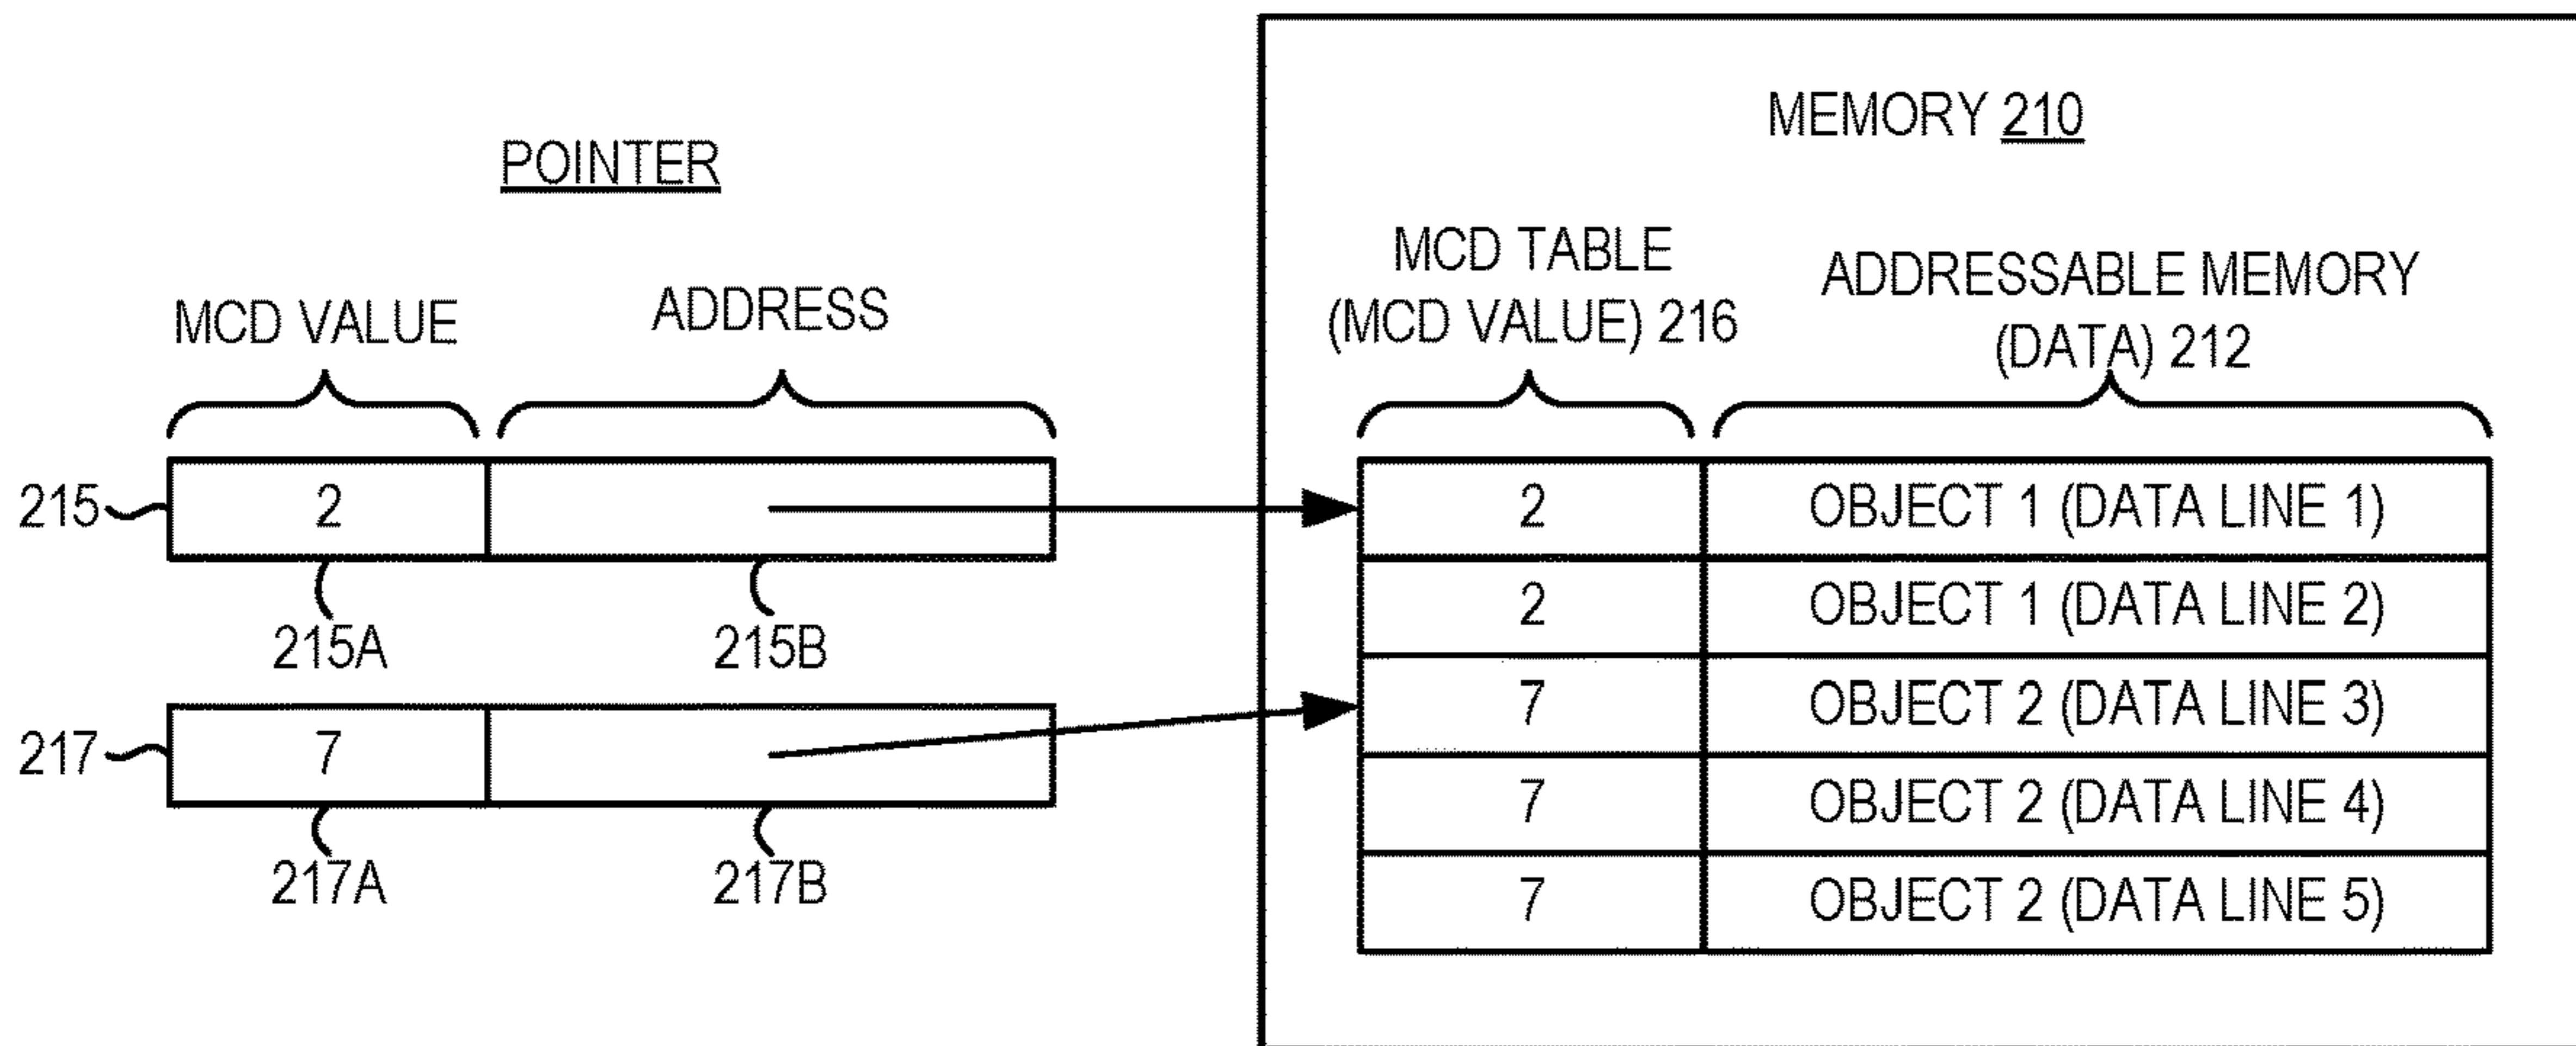 MEMORY 210
POINTER
MCD VALUE
ADDRESS
MCD TABLE
(MCD VALUE) 216
ADDRESSABLE MEMORY
(DATA) 212
215
2
2
OBJECT 1 (DATA LINE 1)
2
OBJECT 1 (DATA LINE 2)
215A
215B
7
OBJECT 2 (DATA LINE 3)
217
7
7
OBJECT 2 (DATA LINE 4)
217A
217B
7
OBJECT 2 (DATA LINE 5)